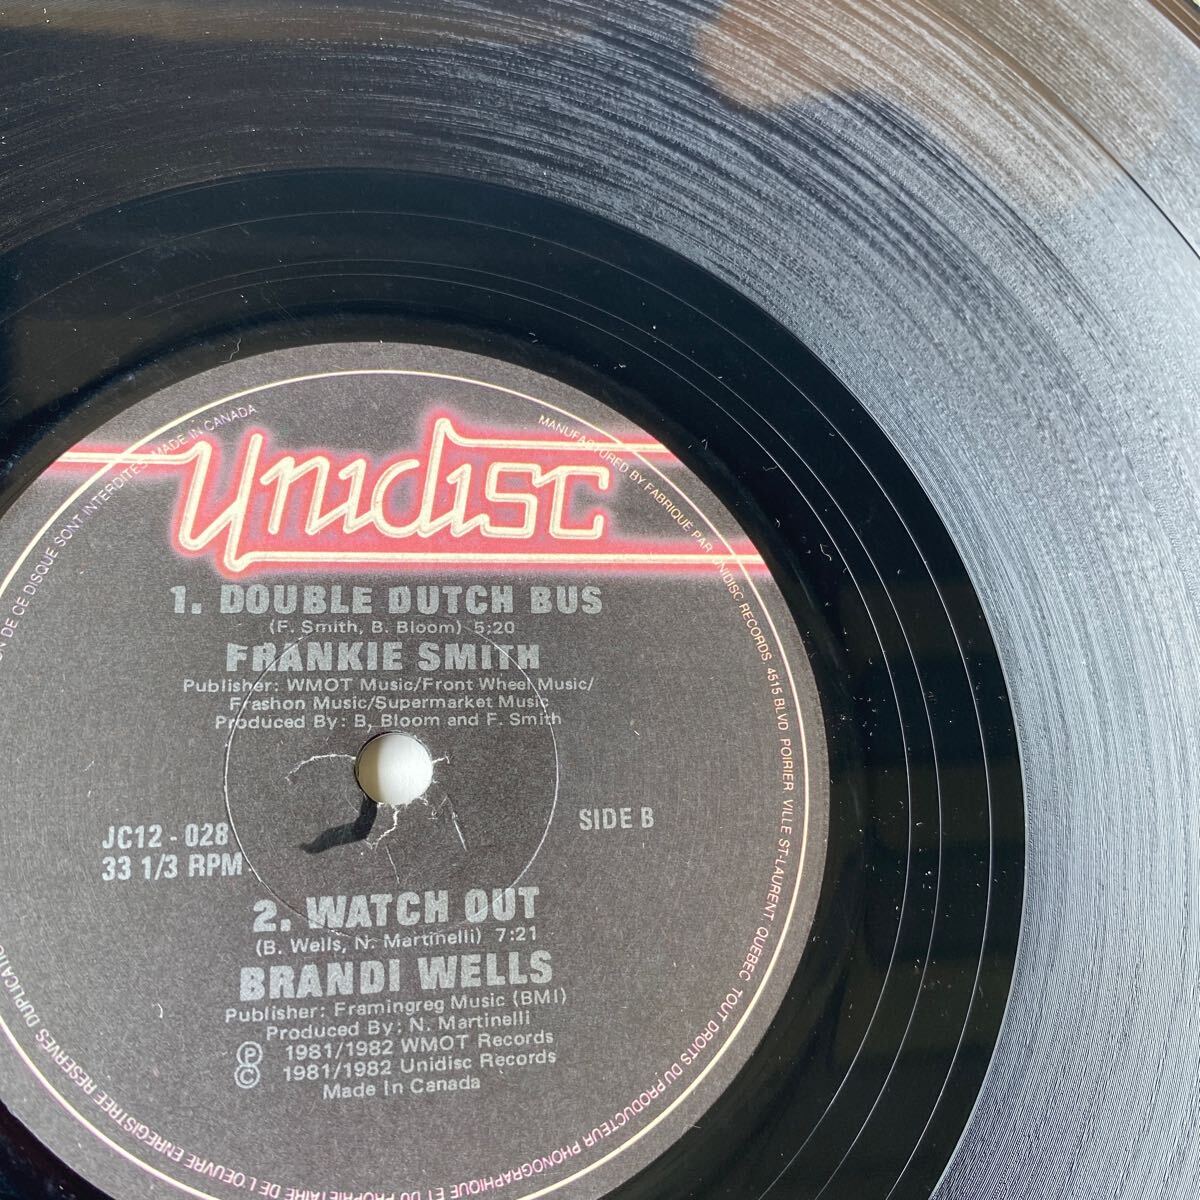 Unidisc
1. DOUBLE DUTCH BUS
(F. Smith, B. Bloom) 5:20
FRANKIE SMITH
Publisher: WMOT Music/Front Wheel Music/
Frashon Music/Supermarket Music
Produced By: B, Bloom and F. Smith
SIDE B
JC12 - 028
33 1/3 RPM
2. WATCH OUT
(B. Wells, N. Martinelli) 7:21
BRANDI WELLS
Publisher: Framingreg Music (BMI)
Produced By: N. Martinelli
℗ 1981/1982 WMOT Records
© 1981/1982 Unidisc Records
Made In Canada
MANUFACTURED BY FABRIQUÉ PAR UNIDISC RECORDS 4515 BLVD POIRIER VILLE ST-LAURENT QUEBEC TOUT DROITS DU PRODUCTEUR PHONOGRAPHIQUE ET DU PROPRIÉTAIRE DE L'OEUVRE ENREGISTRÉE RÉSERVÉS DUPLICATION DE CE DISQUE SONT INTERDITES MADE IN CANADA